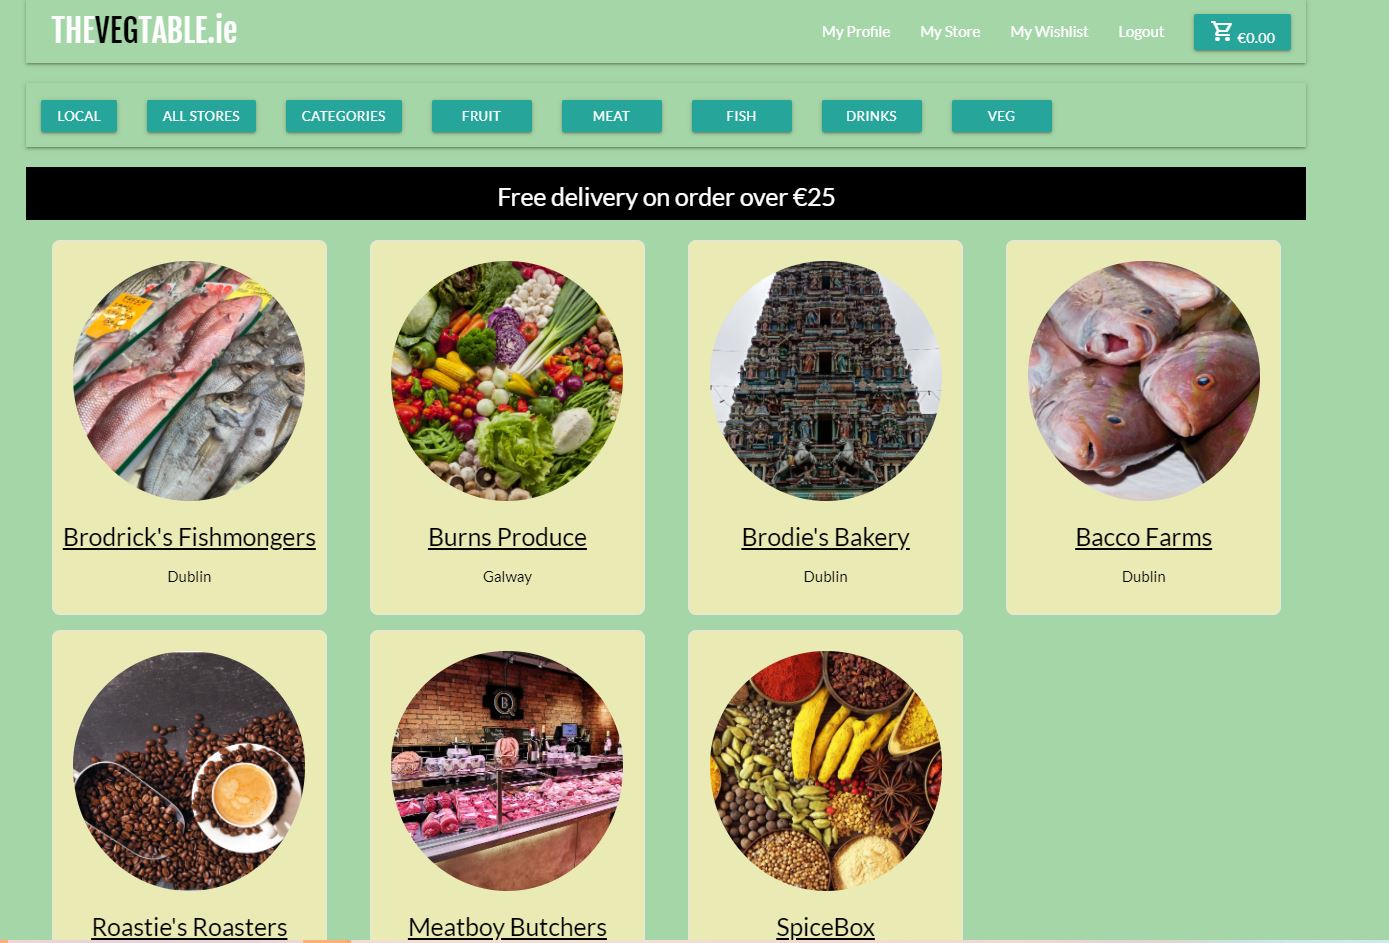 THEVEGTABLE.ie
My Profile My Store My Wishlist Logout €0.00
LOCAL ALL STORES CATEGORIES FRUIT MEAT FISH DRINKS VEG
Free delivery on order over €25
Brodrick's Fishmongers
Dublin
Burns Produce
Galway
Brodie's Bakery
Dublin
Bacco Farms
Dublin
Roastie's Roasters
Meatboy Butchers
SpiceBox